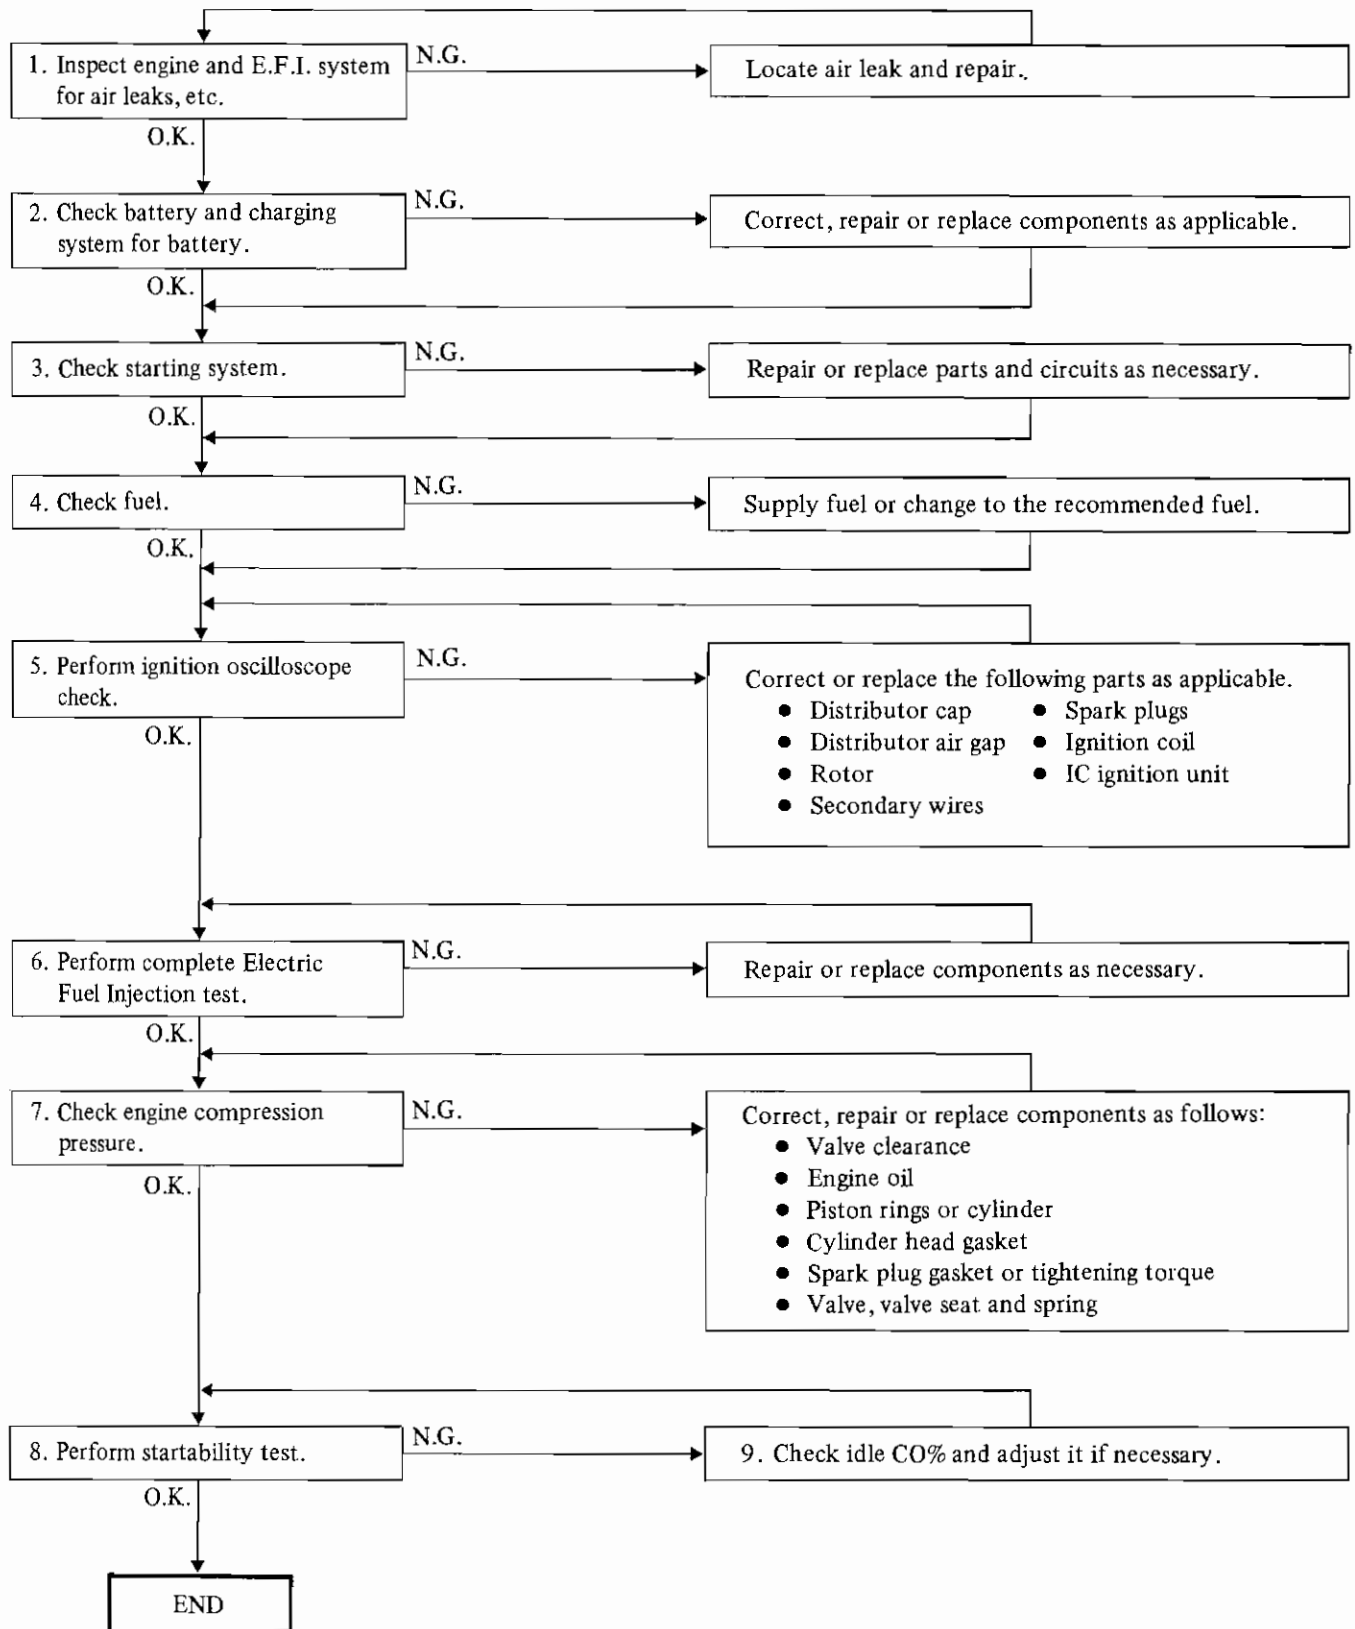 1. Inspect engine and E.F.I. system
for air leaks, etc.
N.G.
Locate air leak and repair..
O.K.
2. Check battery and charging
system for battery.
N.G.
Correct, repair or replace components as applicable.
O.K.
3. Check starting system.
N.G.
Repair or replace parts and circuits as necessary.
O.K.
4. Check fuel.
N.G.
Supply fuel or change to the recommended fuel.
O.K.
5. Perform ignition oscilloscope
check.
N.G.
Correct or replace the following parts as applicable.
● Distributor cap
● Distributor air gap
● Rotor
● Secondary wires
● Spark plugs
● Ignition coil
● IC ignition unit
O.K.
6. Perform complete Electric
Fuel Injection test.
N.G.
Repair or replace components as necessary.
O.K.
7. Check engine compression
pressure.
N.G.
Correct, repair or replace components as follows:
● Valve clearance
● Engine oil
● Piston rings or cylinder
● Cylinder head gasket
● Spark plug gasket or tightening torque
● Valve, valve seat and spring
O.K.
8. Perform startability test.
N.G.
9. Check idle CO% and adjust it if necessary.
O.K.
END